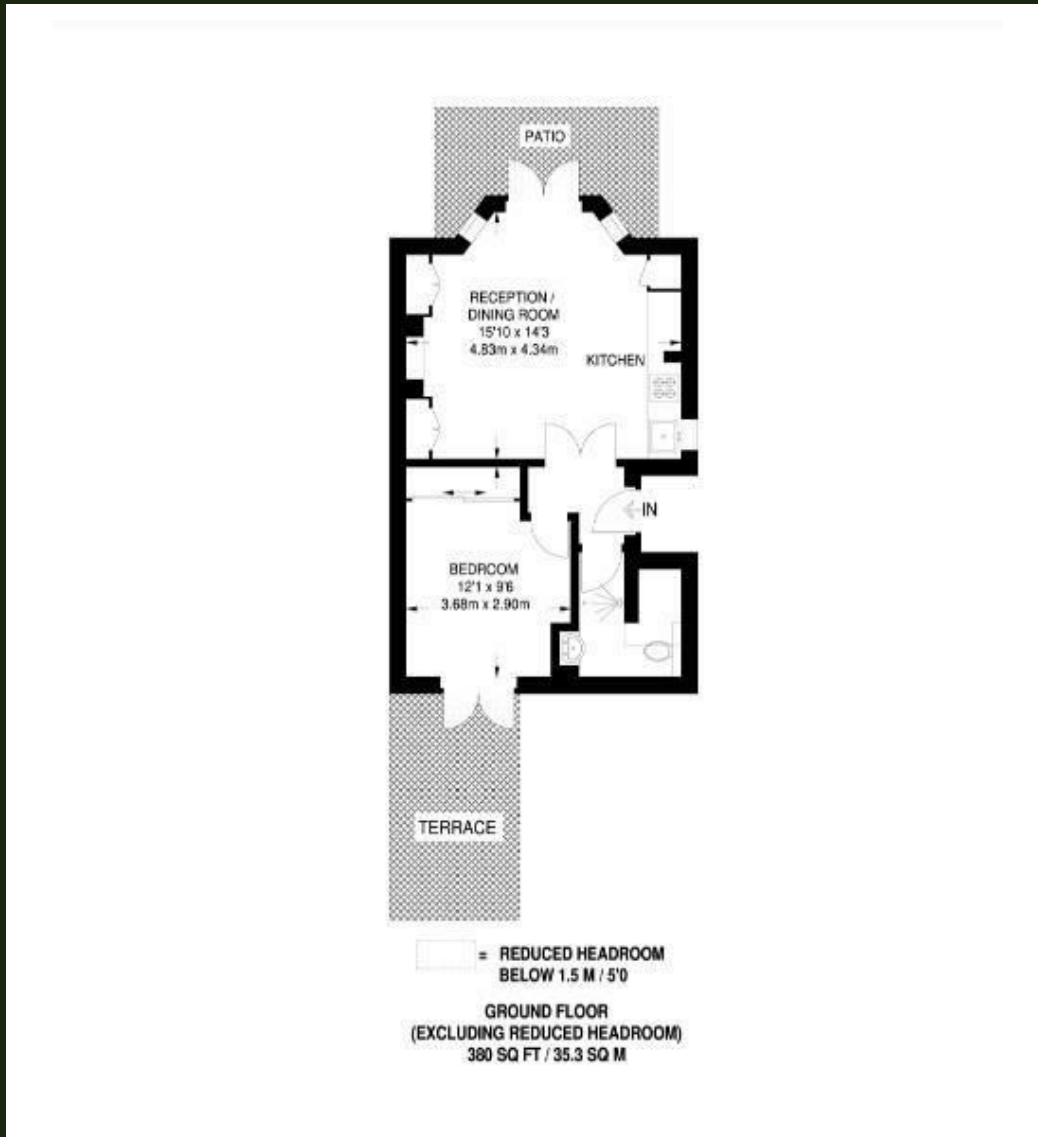 PATIO
RECEPTION /
DINING ROOM
15'10 x 14'3
4.83m x 4.34m
KITCHEN
IN
BEDROOM
12'1 x 9'6
3.68m x 2.90m
TERRACE
= REDUCED HEADROOM
BELOW 1.5 M / 5'0
GROUND FLOOR
(EXCLUDING REDUCED HEADROOM)
380 SQ FT / 35.3 SQ M